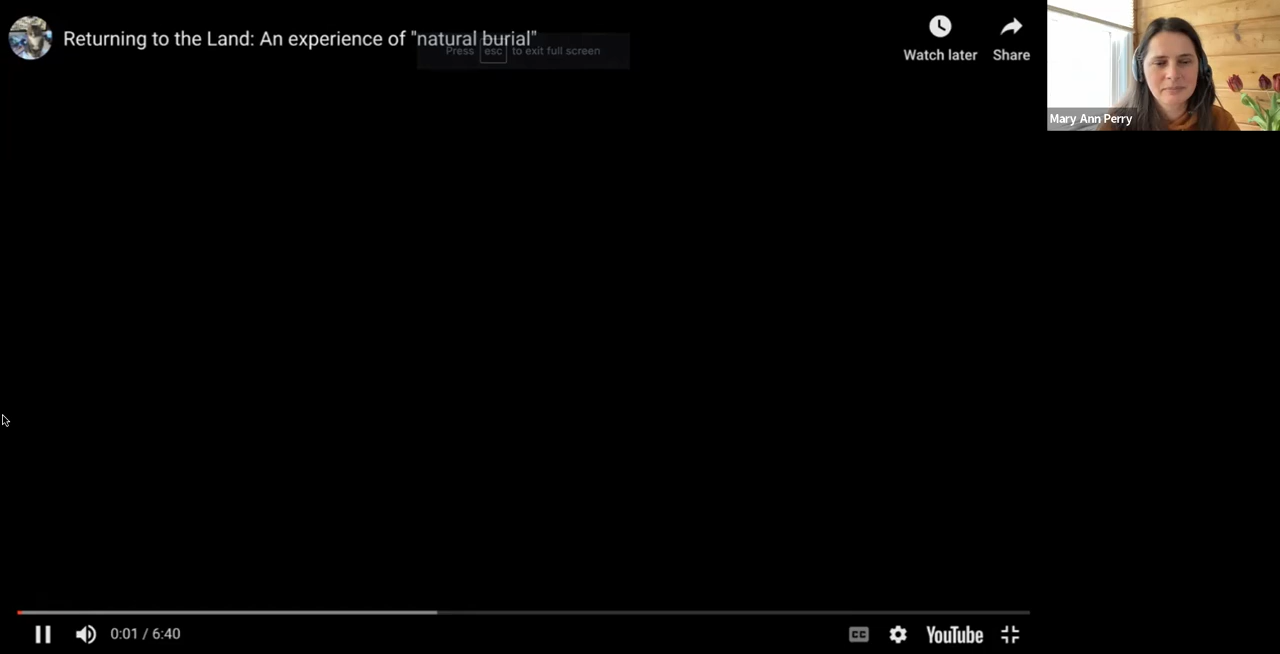 Returning to the Land: An experience of "natural burial"
Press esc to exit full screen
Watch later
Share
Mary Ann Perry
0:01 / 6:40
CC
YouTube